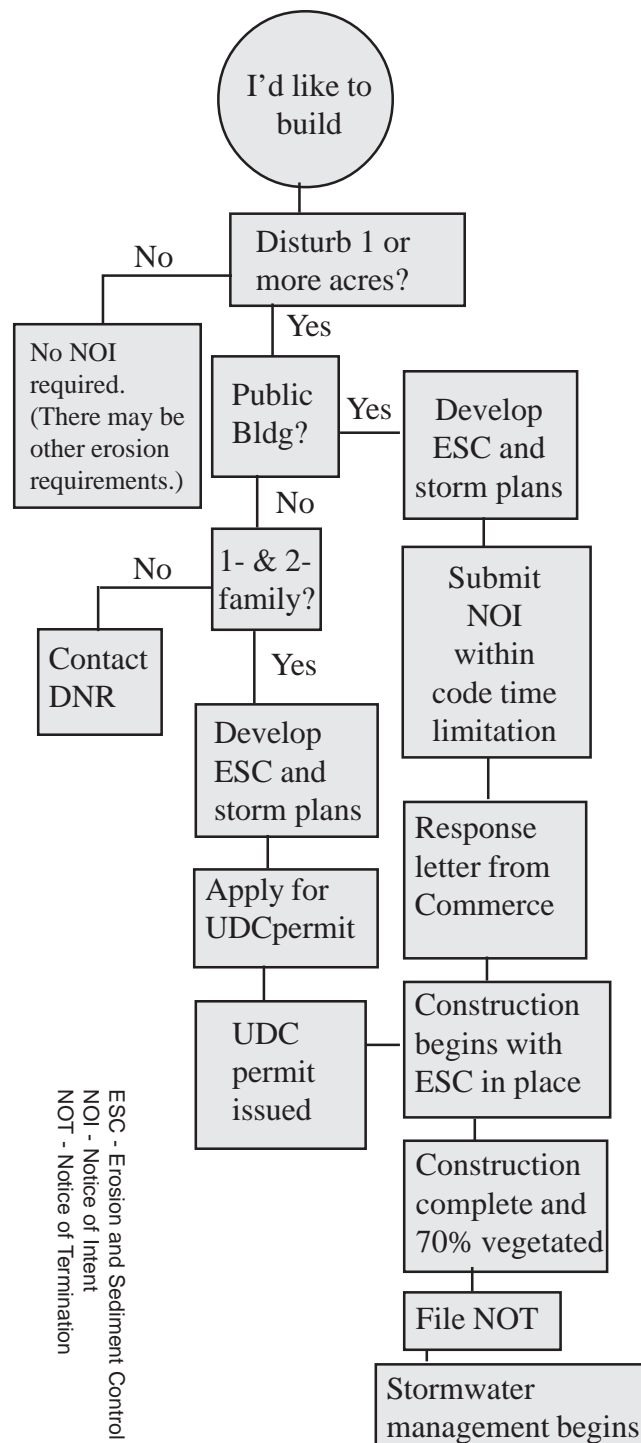 I’d like to
build
Disturb 1 or
more acres?
No
Yes
No NOI
required.
(There may be
other erosion
requirements.)
Public
Bldg?
Yes
Develop
ESC and
storm plans
No
1- & 2-
family?
No
Submit
NOI
within
code time
limitation
Contact
DNR
Yes
Develop
ESC and
storm plans
Response
letter from
Commerce
Apply for
UDCpermit
UDC
permit
issued
Construction
begins with
ESC in place
Construction
complete and
70% vegetated
File NOT
Stormwater
management begins
ESC - Erosion and Sediment Control
NOI - Notice of Intent
NOT - Notice of Termination